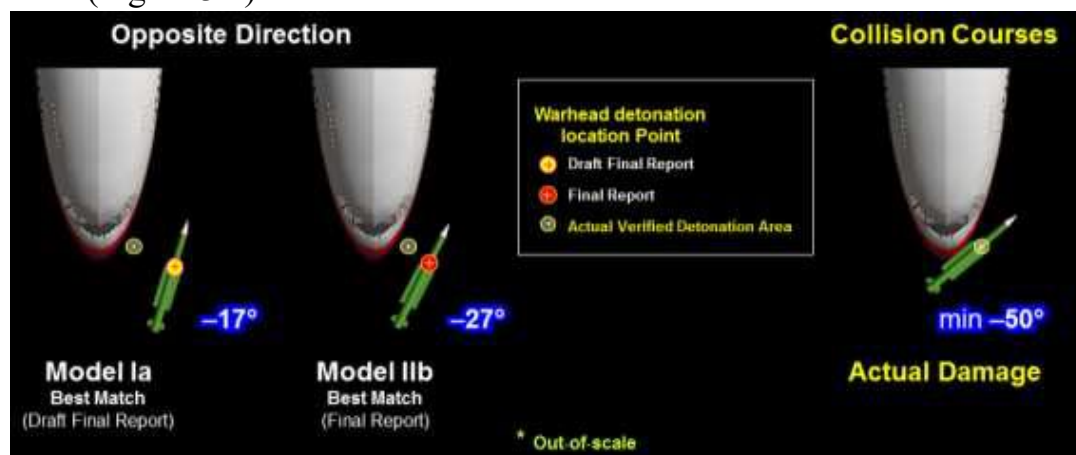 Opposite Direction
Collision Courses
Warhead detonation
location Point
Draft Final Report
Final Report
Actual Verified Detonation Area
–17°
–27°
min –50°
Model Ia
Best Match
(Draft Final Report)
Model IIb
Best Match
(Final Report)
Actual Damage
* Out-of-scale